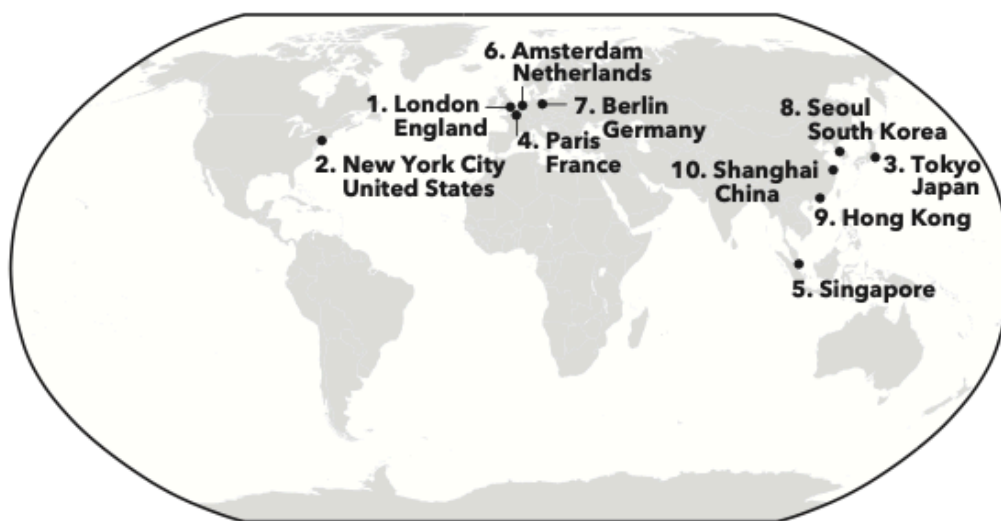 6. Amsterdam
Netherlands
1. London
England
7. Berlin
Germany
8. Seoul
South Korea
4. Paris
France
2. New York City
United States
10. Shanghai
China
3. Tokyo
Japan
9. Hong Kong
5. Singapore